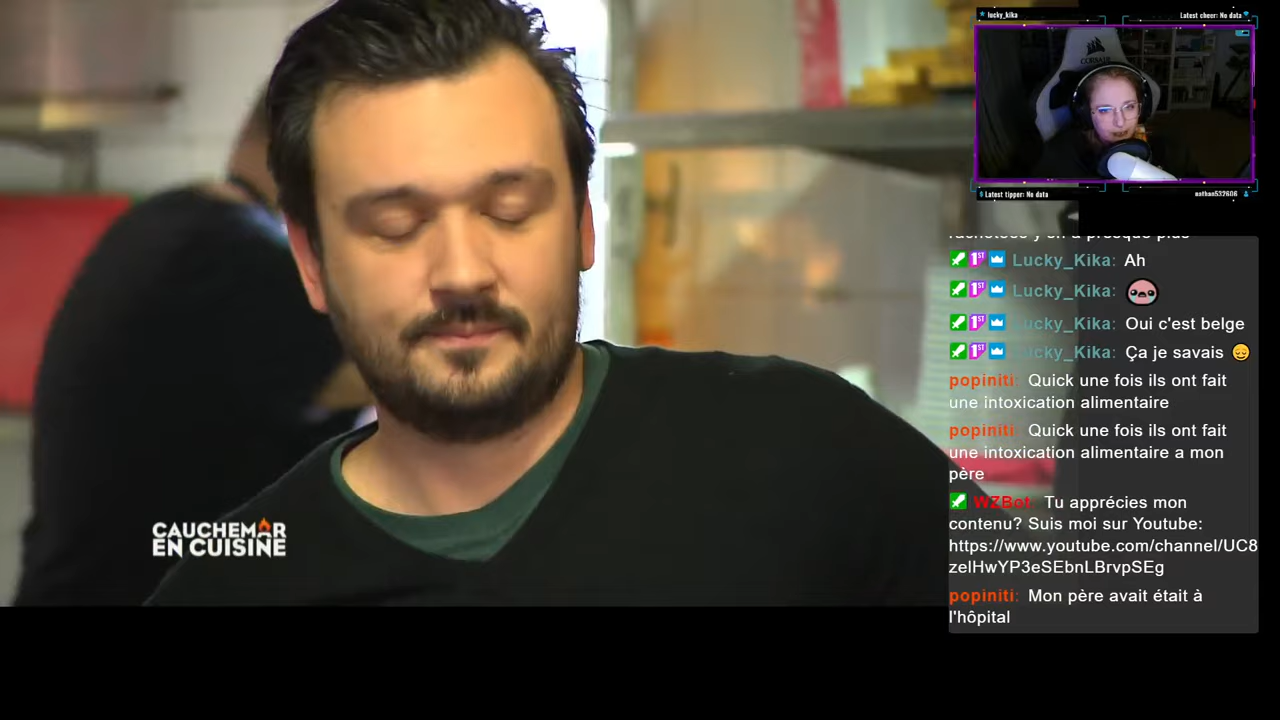 lucky_kika
Latest cheer: No data
CORSAIR
Latest tipper: No data
nathan532606
CAUCHEMAR
EN CUISINE
Lucky_Kika: Ah
Lucky_Kika:
Lucky_Kika: Oui c'est belge
Lucky_Kika: Ça je savais 😌
popiniti: Quick une fois ils ont fait
une intoxication alimentaire
popiniti: Quick une fois ils ont fait
une intoxication alimentaire a mon
père
WZBot: Tu apprécies mon
contenu? Suis moi sur Youtube:
https://www.youtube.com/channel/UC8
zelHwYP3eSEbnLBrvpSEg
popiniti: Mon père avait était à
l'hôpital